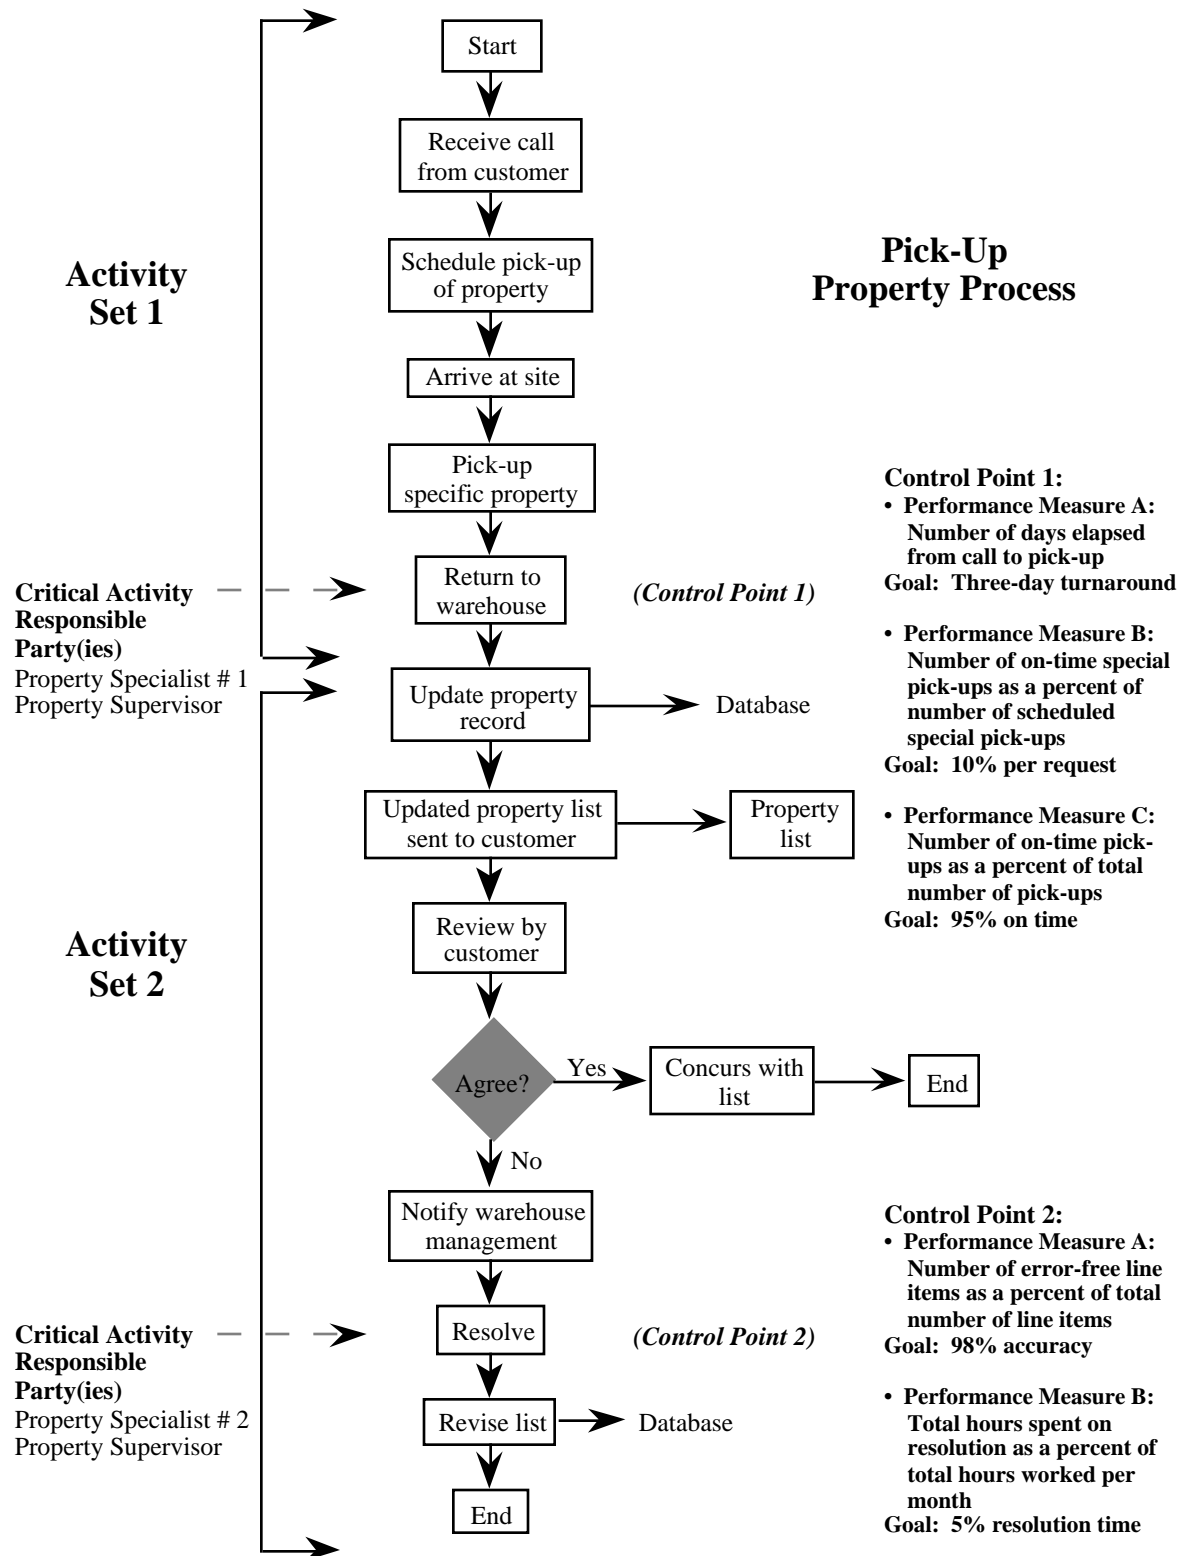 Start
Receive call
from customer
Schedule pick-up
of property
Pick-Up
Property Process
Activity
Set 1
Arrive at site
Pick-up
specific property
Return to
warehouse
(Control Point 1)
Critical Activity
Responsible
Party(ies)
Property Specialist # 1
Property Supervisor
Control Point 1:
• Performance Measure A:
Number of days elapsed
from call to pick-up
Goal: Three-day turnaround
• Performance Measure B:
Number of on-time special
pick-ups as a percent of
number of scheduled
special pick-ups
Goal: 10% per request
• Performance Measure C:
Number of on-time pick-
ups as a percent of total
number of pick-ups
Goal: 95% on time
Update property
record
Database
Updated property list
sent to customer
Property
list
Activity
Set 2
Review by
customer
Agree?
Yes
Concurs with
list
End
No
Notify warehouse
management
Resolve
(Control Point 2)
Critical Activity
Responsible
Party(ies)
Property Specialist # 2
Property Supervisor
Revise list
Database
End
Control Point 2:
• Performance Measure A:
Number of error-free line
items as a percent of total
number of line items
Goal: 98% accuracy
• Performance Measure B:
Total hours spent on
resolution as a percent of
total hours worked per
month
Goal: 5% resolution time